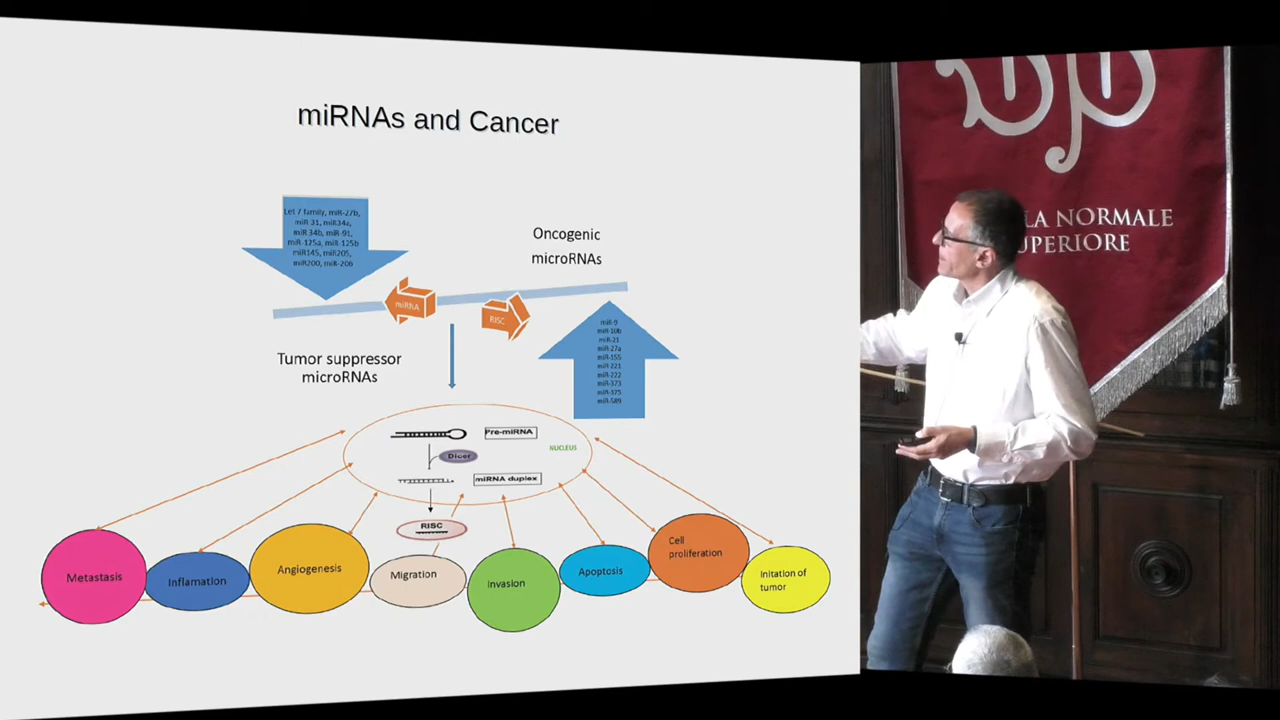 miRNAs and Cancer
Let 7 family, miR-27b,
miR-31, miR34a,
miR 34b, miR-91,
miR-125a, miR-125b
miR145, miR205,
miR200, miR-206
Oncogenic
microRNAs
miRNA
RISC
Tumor suppressor
microRNAs
miR-9
miR-10b
miR-21
miR-27a
miR-155
miR-221
miR-222
miR-373
miR-375
miR-589
Pre-miRNA
NUCLEUS
Dicer
miRNA duplex
RISC
Metastasis
Inflamation
Angiogenesis
Migration
Invasion
Apoptosis
Cell
proliferation
Initation of
tumor
LA NORMALE
UPERIORE